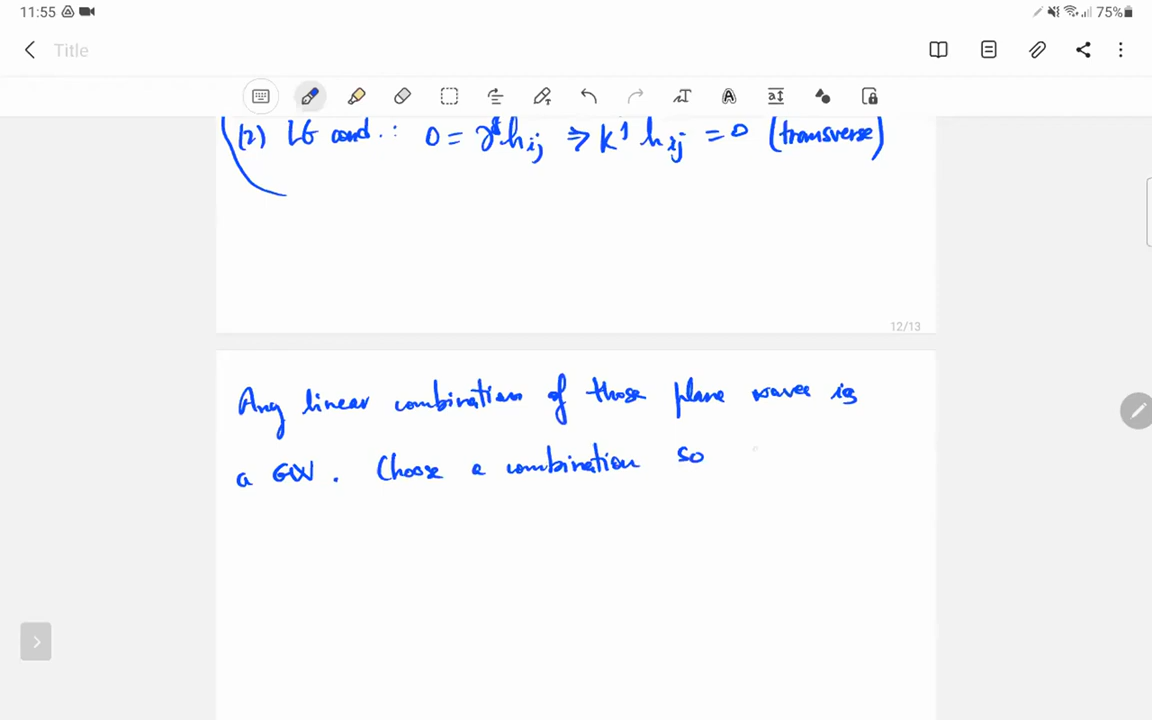 11:55
75%
Title
(2) LG cond.: 0 = ∂^j h_ij ⇒ k^j h_ij = 0 (transverse)
12/13
Any linear combination of those plane waves is
a GW. Choose a combination so